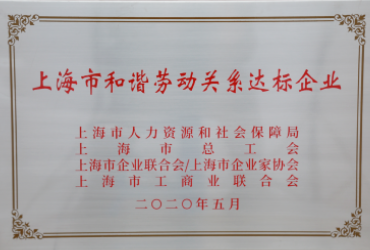 上海市和谐劳动关系达标企业
上海市人力资源和社会保障局
上海市总工会
上海市企业联合会/上海市企业家协会
上海市工商业联合会
二〇二〇年五月